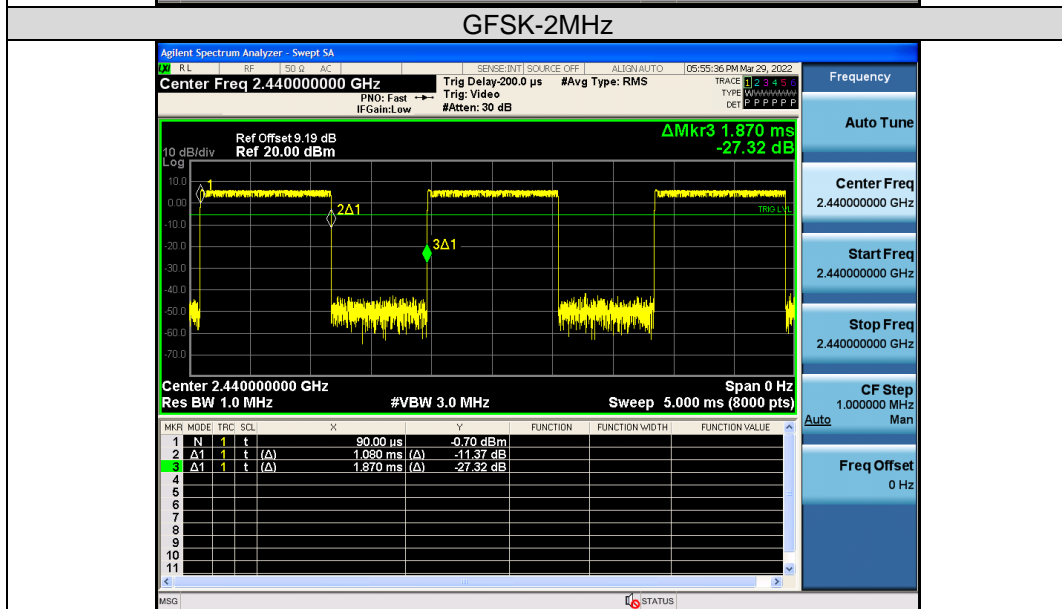 GFSK-2MHz
Agilent Spectrum Analyzer - Swept SA
RL RF 50 Ω AC SENSE:INT SOURCE OFF ALIGN AUTO 05:55:36 PM Mar 29, 2022
Center Freq 2.440000000 GHz
PNO: Fast
IFGain:Low
Trig Delay-200.0 µs #Avg Type: RMS
Trig: Video
#Atten: 30 dB
TRACE 1 2 3 4 5 6
TYPE WWWWWW
DET P P P P P P
ΔMkr3 1.870 ms
-27.32 dB
Ref Offset 9.19 dB
10 dB/div Ref 20.00 dBm
Log
10.0
0.00
-10.0
-20.0
-30.0
-40.0
-50.0
-60.0
-70.0
1
2Δ1
3Δ1
TRIG LVL
Center 2.440000000 GHz Span 0 Hz
Res BW 1.0 MHz #VBW 3.0 MHz Sweep 5.000 ms (8000 pts)
MKR MODE TRC SCL X Y FUNCTION FUNCTION WIDTH FUNCTION VALUE
1 N 1 t 90.00 µs -0.70 dBm
2 Δ1 1 t (Δ) 1.080 ms (Δ) -11.37 dB
3 Δ1 1 t (Δ) 1.870 ms (Δ) -27.32 dB
4
5
6
7
8
9
10
11
MSG STATUS
Frequency
Auto Tune
Center Freq
2.440000000 GHz
Start Freq
2.440000000 GHz
Stop Freq
2.440000000 GHz
CF Step
1.000000 MHz
Auto Man
Freq Offset
0 Hz